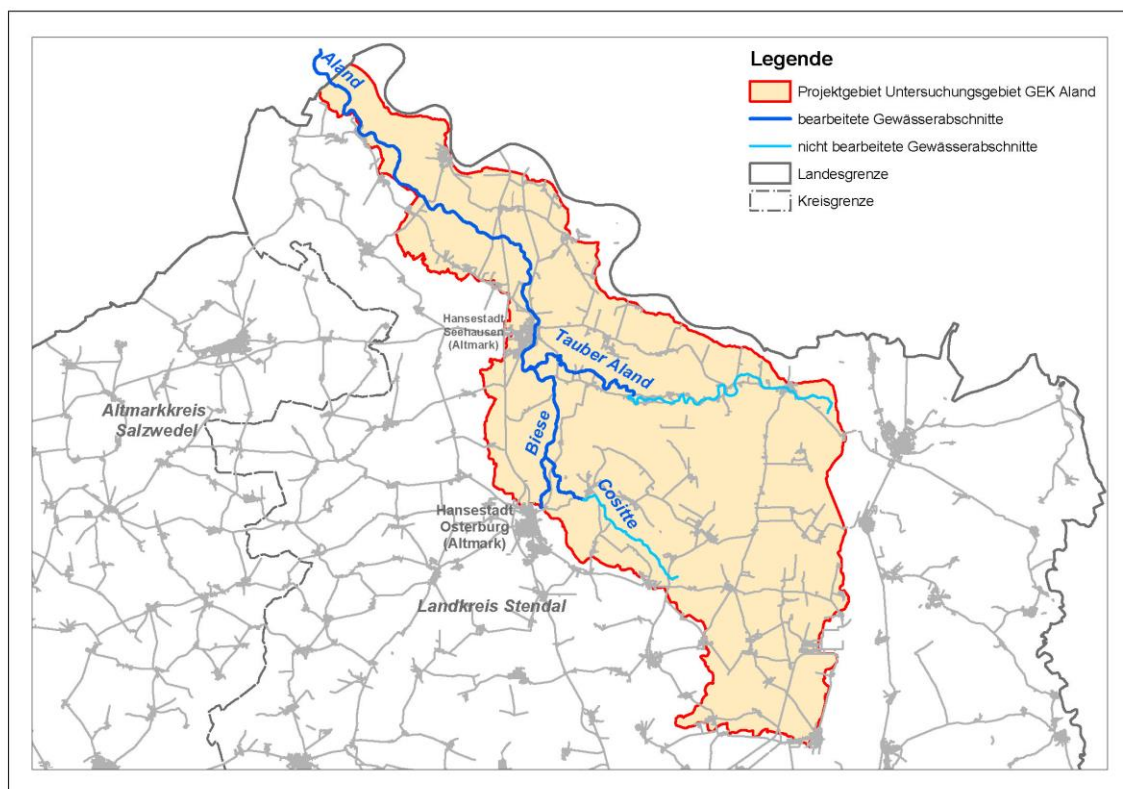 Aland
Legende
Projektgebiet Untersuchungsgebiet GEK Aland
bearbeitete Gewässerabschnitte
nicht bearbeitete Gewässerabschnitte
Landesgrenze
Kreisgrenze
Hansestadt
Seehausen
(Altmark)
Tauber Aland
Altmarkkreis
Salzwedel
Biese
Cositte
Hansestadt
Osterburg
(Altmark)
Landkreis Stendal